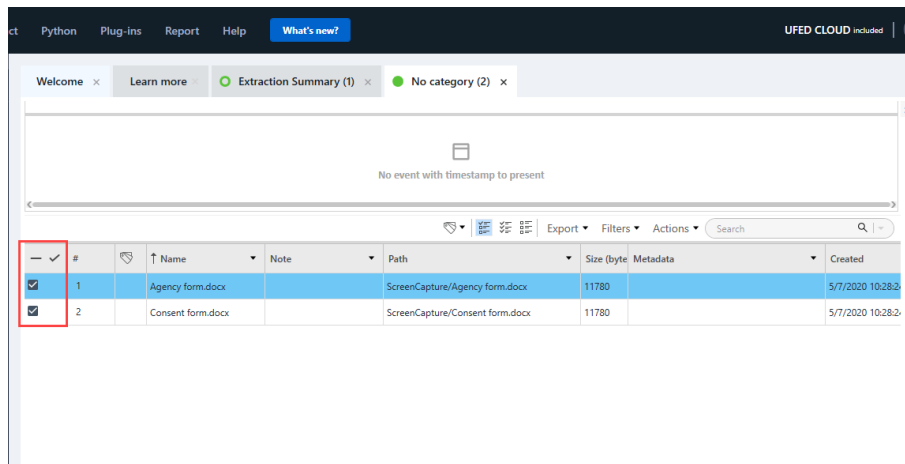 ct Python Plug-ins Report Help What's new? UFED CLOUD included
Welcome × Learn more × Extraction Summary (1) × No category (2) ×
No event with timestamp to present
Export Filters Actions Search
# ↑ Name Note Path Size (byte Metadata Created
1 Agency form.docx ScreenCapture/Agency form.docx 11780 5/7/2020 10:28:2
2 Consent form.docx ScreenCapture/Consent form.docx 11780 5/7/2020 10:28:2